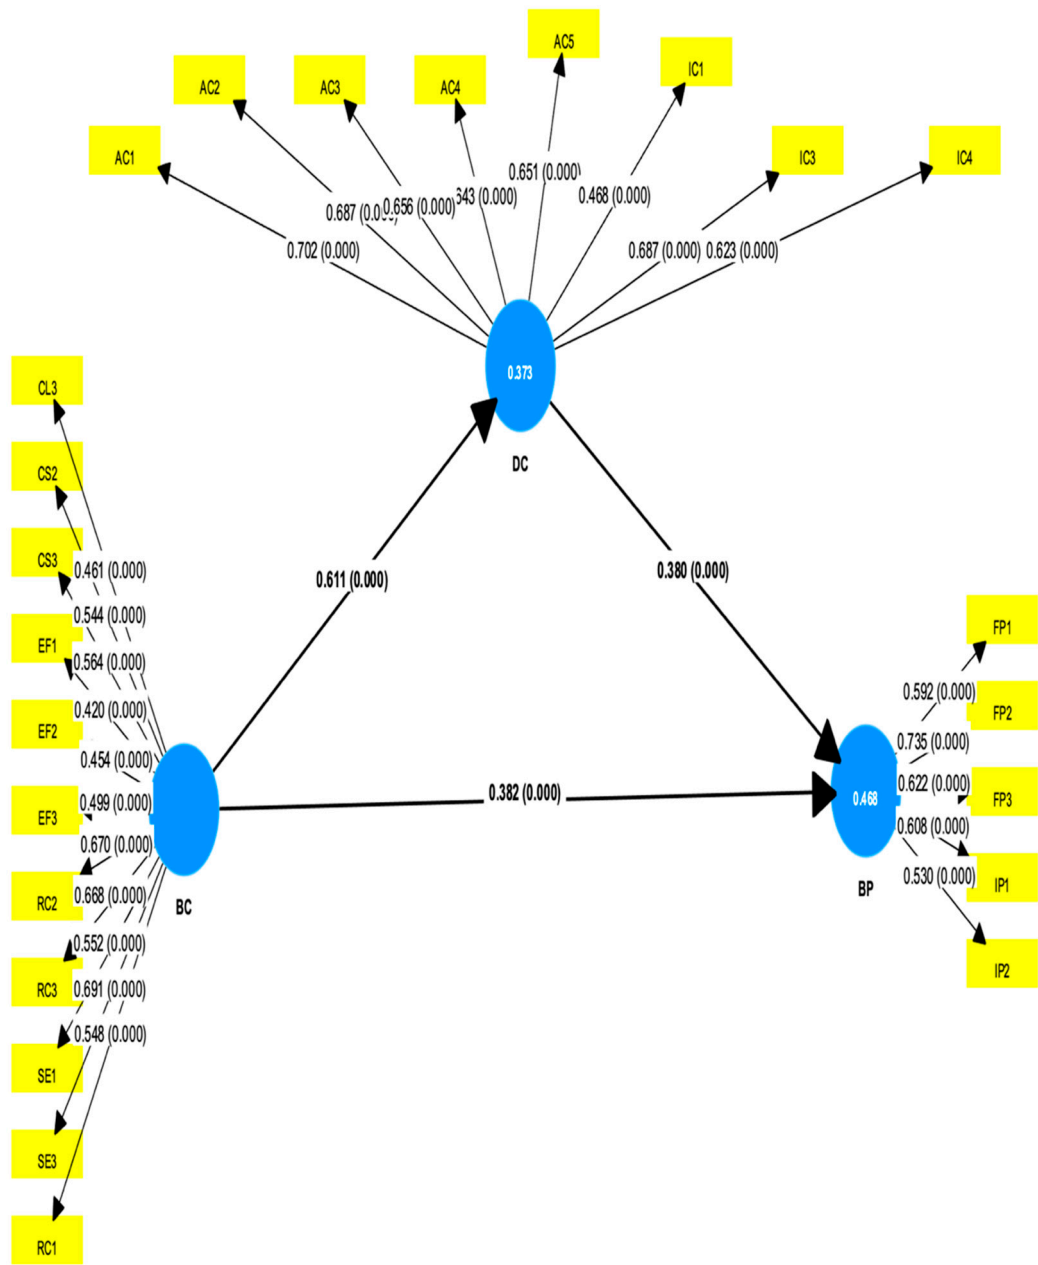 AC5
IC1
AC2
AC3
AC4
AC1
IC3
IC4
0.651 (0.000)
0.468 (0.000)
0.687
0.656 (0.000)
(0.000)
0.702 (0.000)
0.687 (0.000)
0.623 (0.000)
0.373
DC
CL3
CS2
CS3
EF1
EF2
EF3
RC2
RC3
SE1
SE3
RC1
0.461 (0.000)
0.544 (0.000)
0.564 (0.000)
0.420 (0.000)
0.454 (0.000)
0.499 (0.000)
0.670 (0.000)
0.668 (0.000)
0.552 (0.000)
0.691 (0.000)
0.548 (0.000)
BC
0.611 (0.000)
0.380 (0.000)
0.382 (0.000)
0.468
BP
0.592 (0.000)
0.735 (0.000)
0.622 (0.000)
0.608 (0.000)
0.530 (0.000)
FP1
FP2
FP3
IP1
IP2